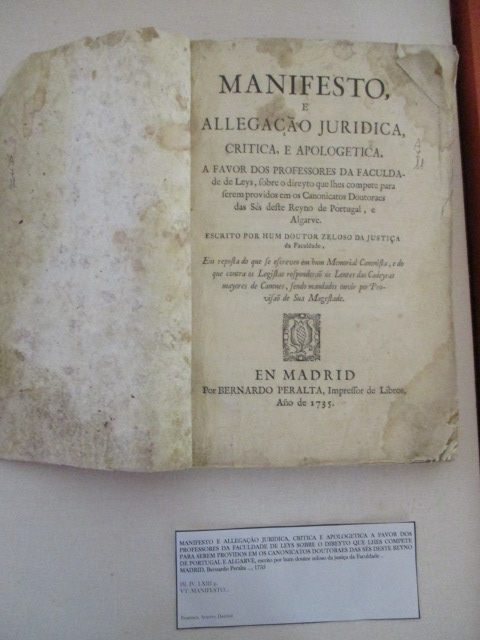 MANIFESTO,
E
ALLEGAÇÃO JURIDICA,
CRITICA, E APOLOGETICA,
A FAVOR DOS PROFESSORES DA FACULDA-
de de Leys, sobre o direyto que lhes compete para
serem providos em os Canonicatos Doutoraes
das Sés deste Reyno de Portugal, e
Algarve.
ESCRITO POR HUM DOUTOR ZELOSO DA JUSTIÇA
da Faculdade,
Em reposta do que se escreveo em hum Memorial Canonista, e do
que contra os Legistas responderaõ os Lentes das Cadeyras
mayores de Canones, sendo mandados ouvir por Pro-
visaõ de Sua Magestade.
EN MADRID
Por BERNARDO PERALTA, Impressor de Libros,
Año de 1735.
MANIFESTO E ALLEGAÇÃO JURIDICA, CRITICA E APOLOGETICA A FAVOR DOS
PROFESSORES DA FACULDADE DE LEYS SOBRE O DIREYTO QUE LHES COMPETE
PARA SEREM PROVIDOS EM OS CANONICATOS DOUTORAES DAS SÉS DESTE REYNO
DE PORTUGAL E ALGARVE, escrito por hum doutor zeloso da justiça da Faculdade ..
MADRID, Bernardo Peralta ...,
IV, LXIII p.
V.T. MANIFESTO...